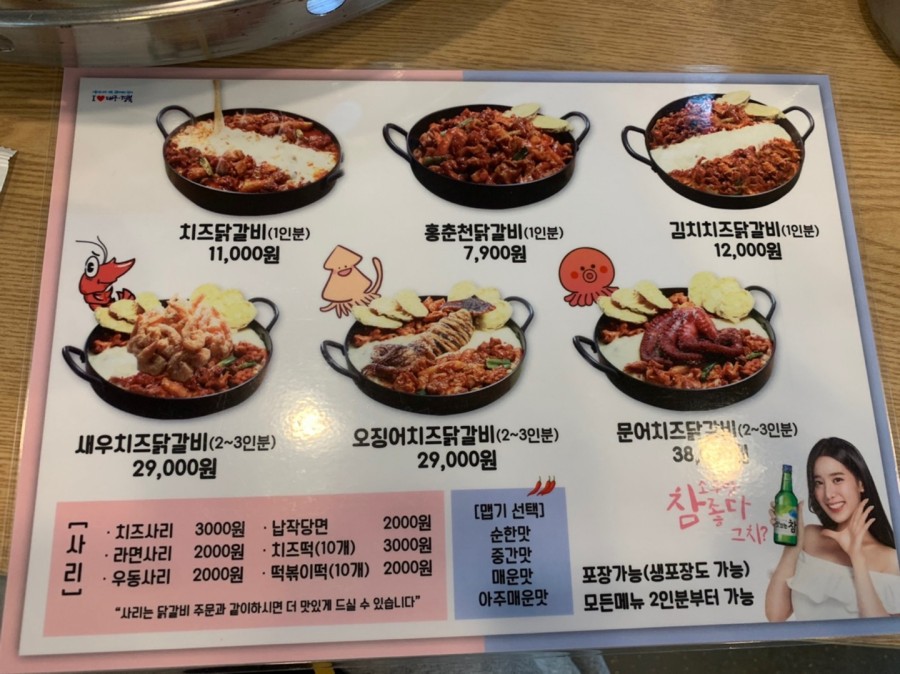 치즈닭갈비(1인분)
11,000원
홍춘천닭갈비(1인분)
7,900원
김치치즈닭갈비(1인분)
12,000원
새우치즈닭갈비(2~3인분)
29,000원
오징어치즈닭갈비(2~3인분)
29,000원
문어치즈닭갈비(2~3인분)
[사리]
· 치즈사리 3000원
· 라면사리 2000원
· 우동사리 2000원
· 납작당면 2000원
· 치즈떡(10개) 3000원
· 떡볶이떡(10개) 2000원
"사리는 닭갈비 주문과 같이하시면 더 맛있게 드실 수 있습니다"
[맵기 선택]
순한맛
중간맛
매운맛
아주매운맛
참좋다
그치?
포장가능(생포장도 가능)
모든메뉴 2인분부터 가능